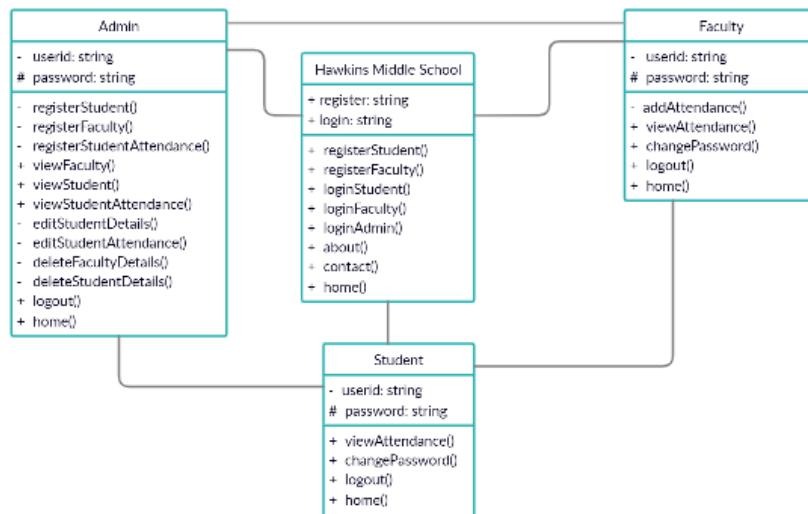 Admin
- userid: string
# password: string
- registerStudent()
- registerFaculty()
- registerStudentAttendance()
+ viewFaculty()
+ viewStudent()
+ viewStudentAttendance()
- editStudentDetails()
- editStudentAttendance()
- deleteFacultyDetails()
- deleteStudentDetails()
+ logout()
+ home()
Hawkins Middle School
+ register: string
+ login: string
+ registerStudent()
+ registerFaculty()
+ loginStudent()
+ loginFaculty()
+ loginAdmin()
+ about()
+ contact()
+ home()
Faculty
- userid: string
# password: string
- addAttendance()
+ viewAttendance()
+ changePassword()
+ logout()
+ home()
Student
- userid: string
# password: string
+ viewAttendance()
+ changePassword()
+ logout()
+ home()